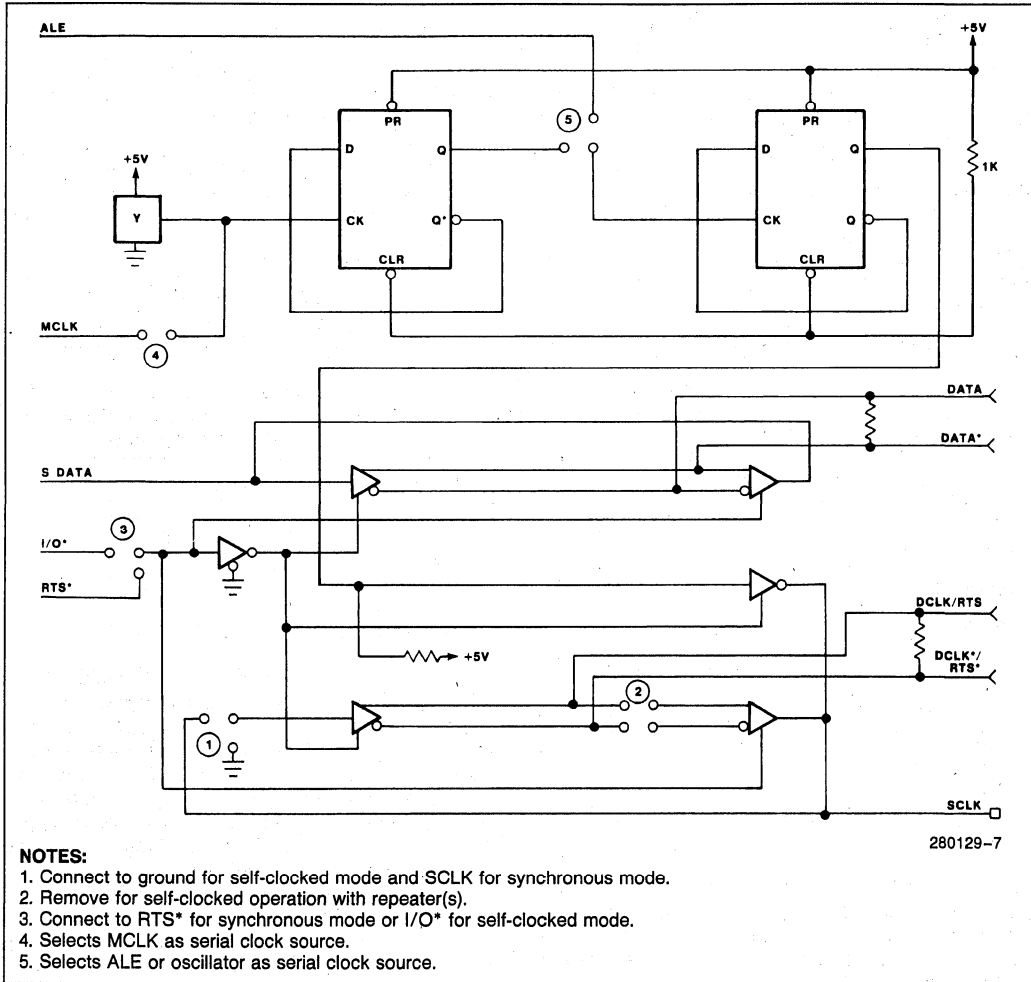 ALE
+5V
PR
PR
5
D
Q
D
Q
+5V
1K
Y
CK
Q*
CK
Q
CLR
CLR
MCLK
4
DATA
DATA*
S DATA
3
I/O*
RTS*
DCLK/RTS
+5V
DCLK*/
RTS*
2
1
SCLK
280129-7
NOTES:
1. Connect to ground for self-clocked mode and SCLK for synchronous mode.
2. Remove for self-clocked operation with repeater(s).
3. Connect to RTS* for synchronous mode or I/O* for self-clocked mode.
4. Selects MCLK as serial clock source.
5. Selects ALE or oscillator as serial clock source.